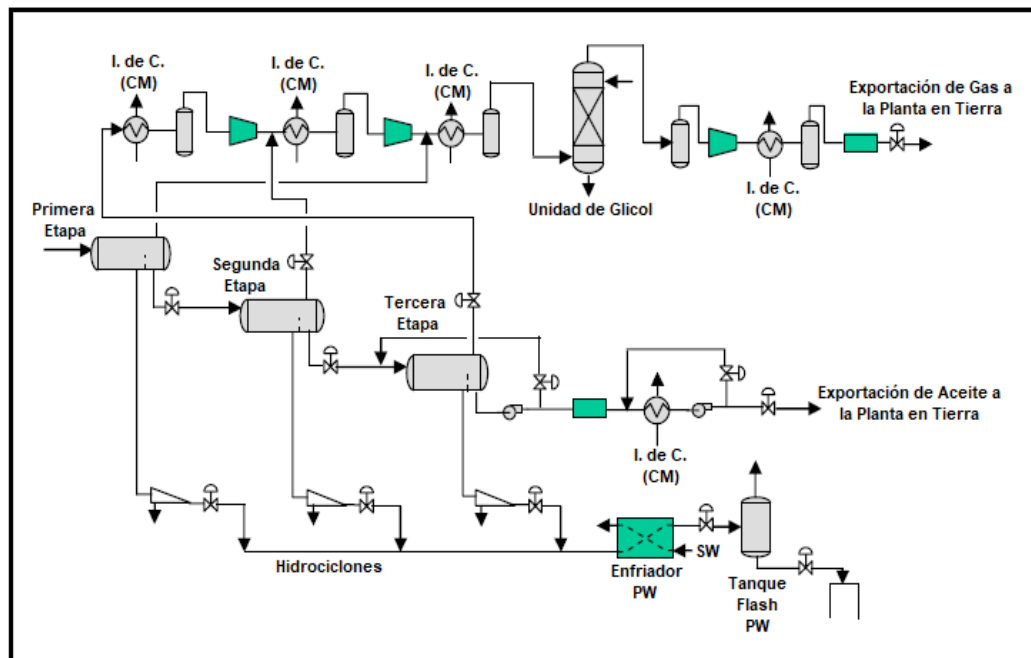 I. de C.
(CM)
I. de C.
(CM)
I. de C.
(CM)
Exportación de Gas a
la Planta en Tierra
I. de C.
(CM)
Unidad de Glicol
Primera
Etapa
Segunda
Etapa
Tercera
Etapa
Exportación de Aceite a
la Planta en Tierra
I. de C.
(CM)
Hidrociclones
SW
Enfriador
PW
Tanque
Flash
PW